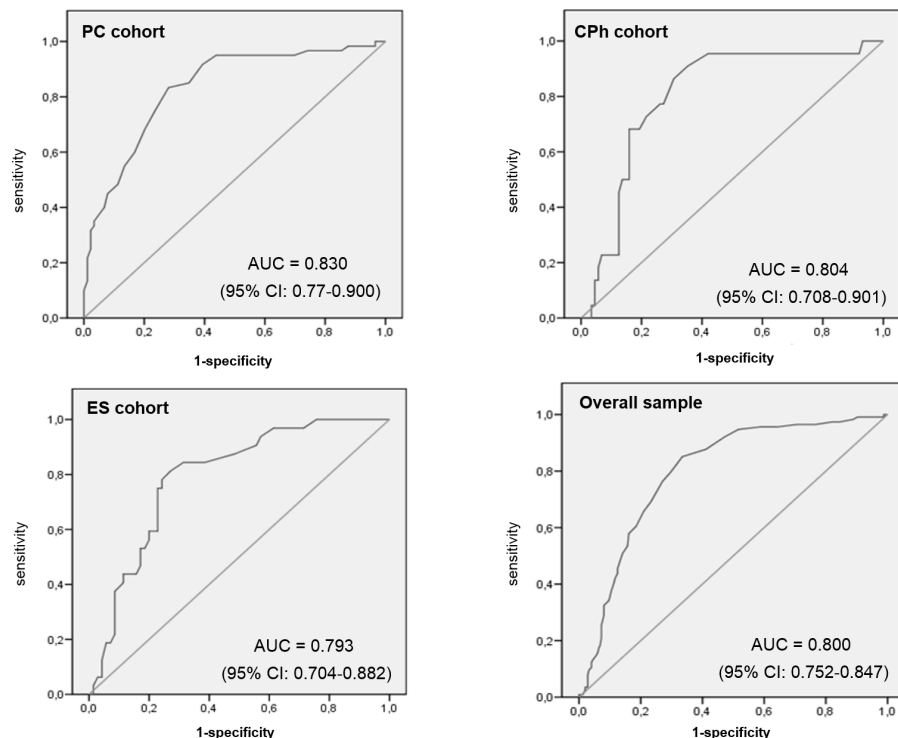 PC cohort
1,0
0,8
0,6
0,4
0,2
0,0
sensitivity
AUC = 0.830
(95% CI: 0.77-0.900)
0,0 0,2 0,4 0,6 0,8 1,0
1-specificity
CPh cohort
1,0
0,8
0,6
0,4
0,2
0,0
sensitivity
AUC = 0.804
(95% CI: 0.708-0.901)
0,0 0,2 0,4 0,6 0,8 1,0
1-specificity
ES cohort
1,0
0,8
0,6
0,4
0,2
0,0
sensitivity
AUC = 0.793
(95% CI: 0.704-0.882)
0,0 0,2 0,4 0,6 0,8 1,0
1-specificity
Overall sample
1,0
0,8
0,6
0,4
0,2
0,0
sensitivity
AUC = 0.800
(95% CI: 0.752-0.847)
0,0 0,2 0,4 0,6 0,8 1,0
1-specificity